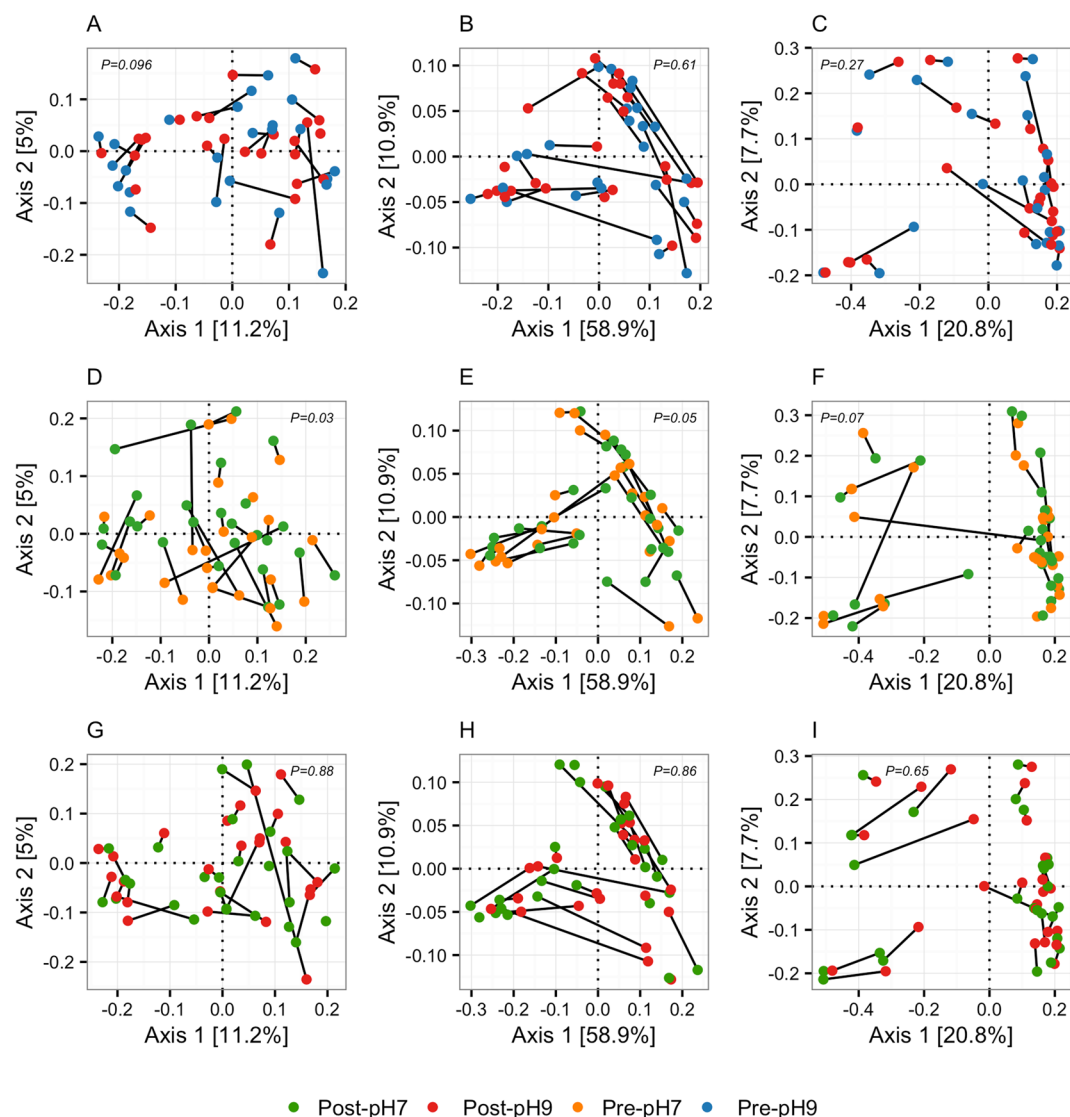 A
B
C
P=0.096
P=0.61
P=0.27
Axis 2 [5%]
Axis 2 [10.9%]
Axis 2 [7.7%]
0.1
0.0
-0.1
-0.2
0.10
0.05
0.00
-0.05
-0.10
0.3
0.2
0.1
0.0
-0.1
-0.2
-0.2 -0.1 0.0 0.1 0.2
-0.2 -0.1 0.0 0.1 0.2
-0.4 -0.2 0.0 0.2
Axis 1 [11.2%]
Axis 1 [58.9%]
Axis 1 [20.8%]
D
E
F
P=0.03
P=0.05
P=0.07
Axis 2 [5%]
Axis 2 [10.9%]
Axis 2 [7.7%]
0.2
0.1
0.0
-0.1
0.10
0.05
0.00
-0.05
-0.10
0.3
0.2
0.1
0.0
-0.1
-0.2
-0.2 -0.1 0.0 0.1 0.2
-0.3 -0.2 -0.1 0.0 0.1 0.2
-0.4 -0.2 0.0 0.2
Axis 1 [11.2%]
Axis 1 [58.9%]
Axis 1 [20.8%]
G
H
I
P=0.88
P=0.86
P=0.65
Axis 2 [5%]
Axis 2 [10.9%]
Axis 2 [7.7%]
0.2
0.1
0.0
-0.1
-0.2
0.10
0.05
0.00
-0.05
-0.10
0.3
0.2
0.1
0.0
-0.1
-0.2
-0.2 -0.1 0.0 0.1 0.2
-0.3 -0.2 -0.1 0.0 0.1 0.2
-0.4 -0.2 0.0 0.2
Axis 1 [11.2%]
Axis 1 [58.9%]
Axis 1 [20.8%]
Post-pH7 Post-pH9 Pre-pH7 Pre-pH9